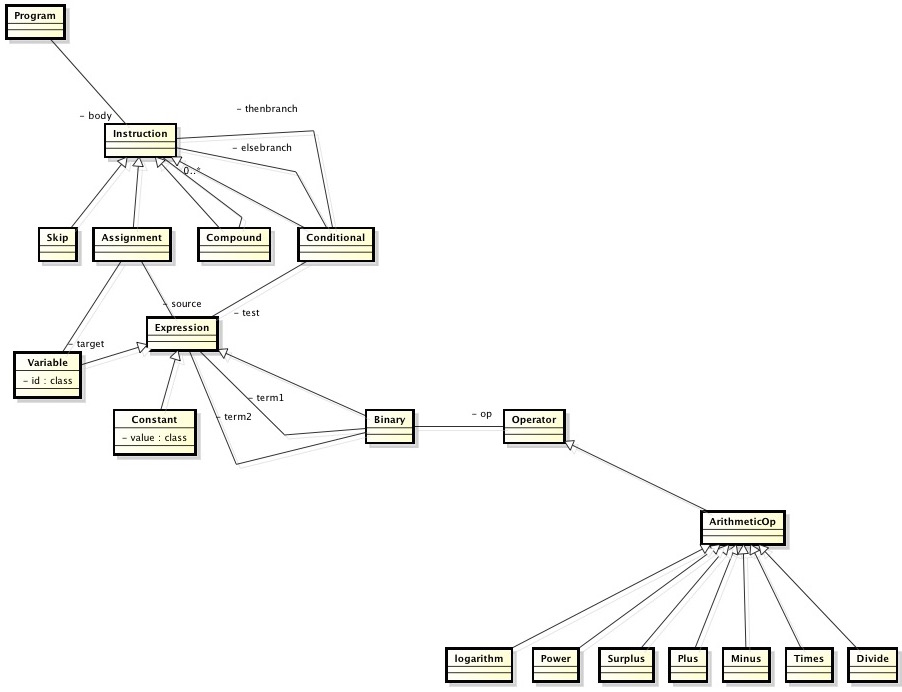 Program
- body
- thenbranch
Instruction
- elsebranch
0..*
Skip
Assignment
Compound
Conditional
- source
- test
Expression
- target
Variable
- id : class
- term1
- term2
Constant
- value : class
Binary
- op
Operator
ArithmeticOp
logarithm
Power
Surplus
Plus
Minus
Times
Divide